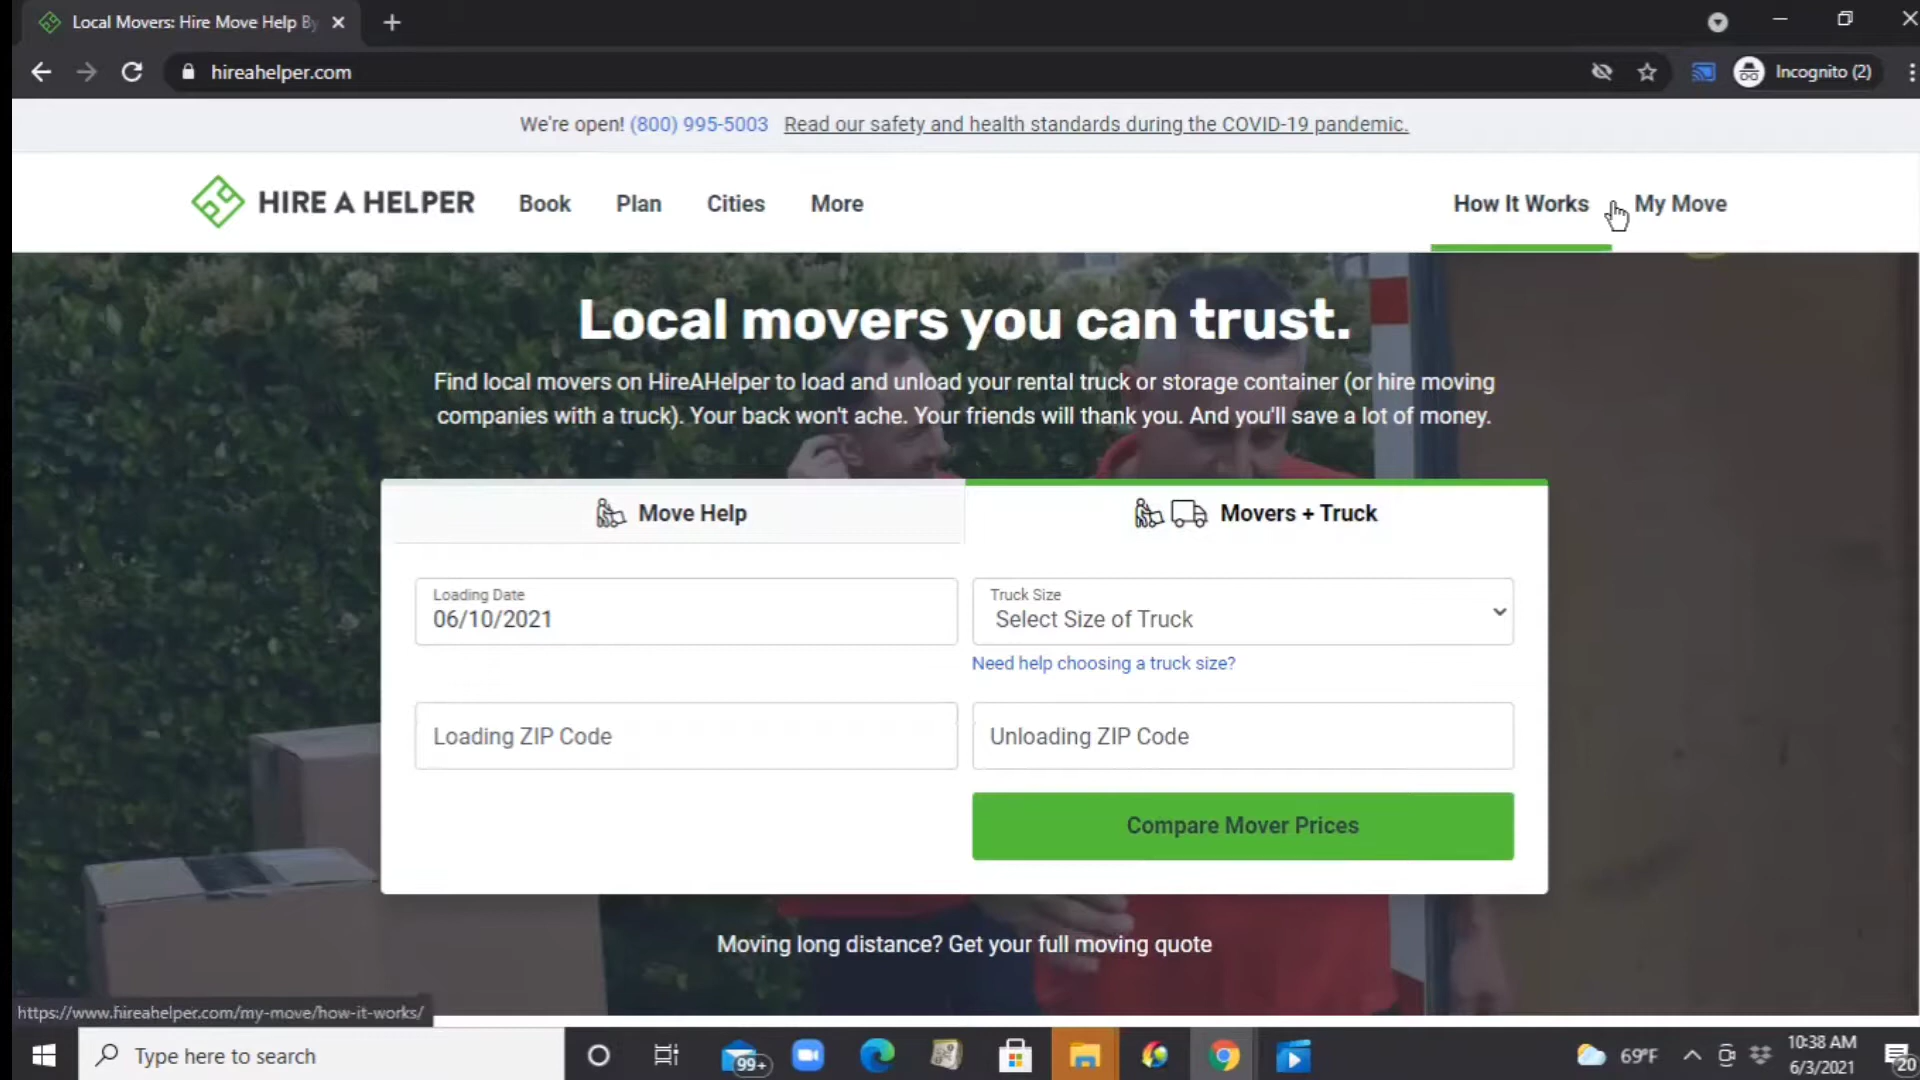 Local Movers: Hire Move Help By
hireahelper.com
Incognito (2)
We're open! (800) 995-5003 Read our safety and health standards during the COVID-19 pandemic.
HIRE A HELPER Book Plan Cities More How It Works My Move
Local movers you can trust.
Find local movers on HireAHelper to load and unload your rental truck or storage container (or hire moving
companies with a truck). Your back won't ache. Your friends will thank you. And you'll save a lot of money.
Move Help
Movers + Truck
Loading Date
06/10/2021
Truck Size
Select Size of Truck
Need help choosing a truck size?
Loading ZIP Code
Unloading ZIP Code
Compare Mover Prices
Moving long distance? Get your full moving quote
https://www.hireahelper.com/my-move/how-it-works/
Type here to search
99+
69°F
10:38 AM
6/3/2021
20